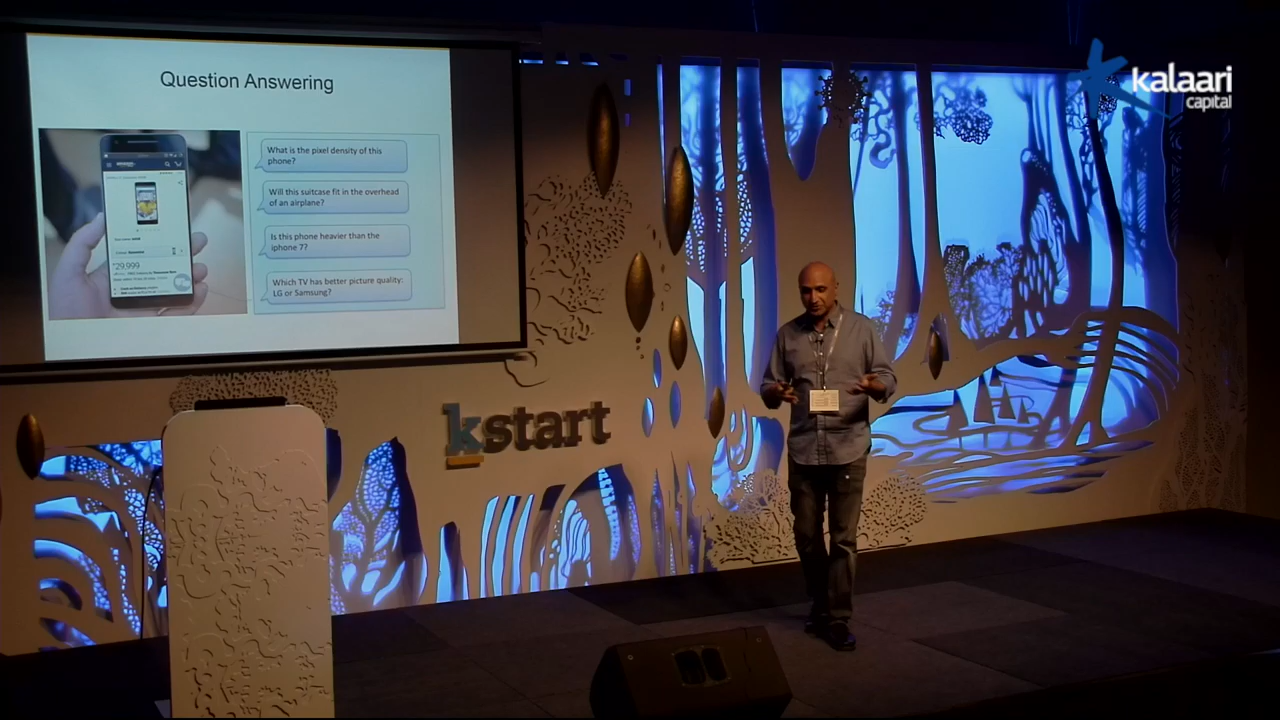 Question Answering
What is the pixel density of this
phone?
Will this suitcase fit in the overhead
of an airplane?
Is this phone heavier than the
iphone 7?
Which TV has better picture quality:
LG or Samsung?
29,999
kstart
kalaari
capital